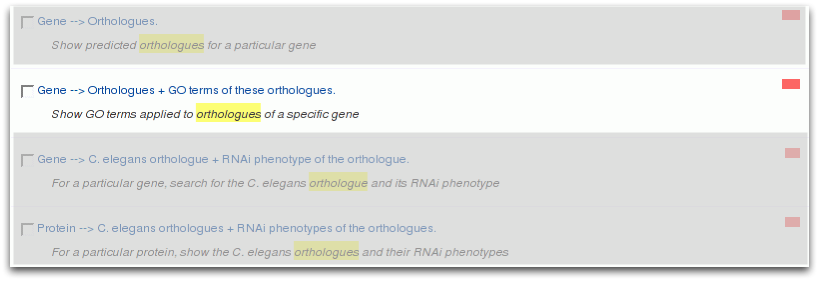 Gene --> Orthologues.
Show predicted orthologues for a particular gene
Gene --> Orthologues + GO terms of these orthologues.
Show GO terms applied to orthologues of a specific gene
Gene --> C. elegans orthologue + RNAi phenotype of the orthologue.
For a particular gene, search for the C. elegans orthologue and its RNAi phenotype
Protein --> C. elegans orthologues + RNAi phenotypes of the orthologues.
For a particular protein, show the C. elegans orthologues and their RNAi phenotypes